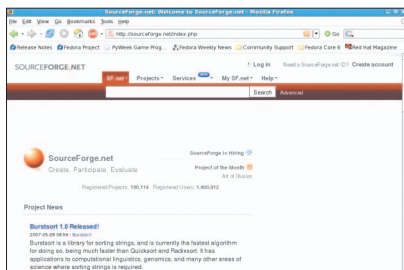 SourceForge.net: Welcome to SourceForge.net - Mozilla Firefox
File Edit View Go Bookmarks Tools Help
http://sourceforge.net/index.php Go
Release Notes Fedora Project PyWeek Game Prog.. Fedora Weekly News Community Support Fedora Core 6 Red Hat Magazine
SOURCEFORGE.NET Log in Need a SourceForge.net ID? Create account
SF.net Projects Services My SF.net Help
Search Advanced
SourceForge.net
Create, Participate, Evaluate
SourceForge is Hiring
Project of the Month
Art of Illusion
Registered Projects: 150,114 Registered Users: 1,600,912
Project News
Burstsort 1.0 Released!
2007-05-29 08:56 - Burstsort
Burstsort is a library for sorting strings, and is currently the fastest algorithm
for doing so, being much faster than Quicksort and Radixsort. It has
applications to computational linguistics, genomics, and many other areas of
science where sorting strings is required.